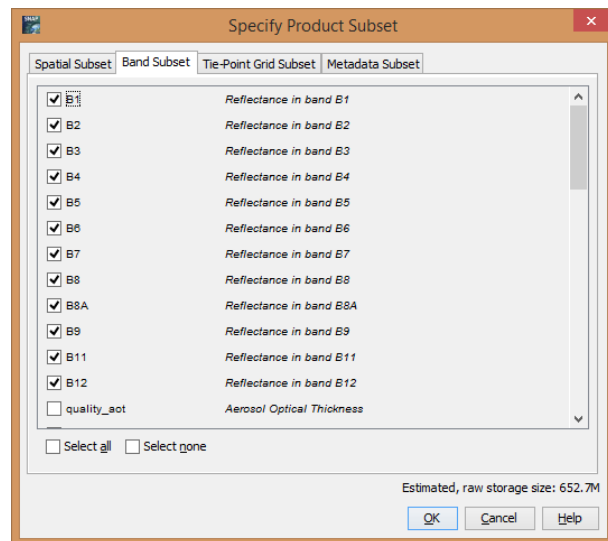 SNAP
Specify Product Subset
Spatial Subset Band Subset Tie-Point Grid Subset Metadata Subset
B1 Reflectance in band B1
B2 Reflectance in band B2
B3 Reflectance in band B3
B4 Reflectance in band B4
B5 Reflectance in band B5
B6 Reflectance in band B6
B7 Reflectance in band B7
B8 Reflectance in band B8
B8A Reflectance in band B8A
B9 Reflectance in band B9
B11 Reflectance in band B11
B12 Reflectance in band B12
quality_aot Aerosol Optical Thickness
Select all Select none
Estimated, raw storage size: 652.7M
OK Cancel Help